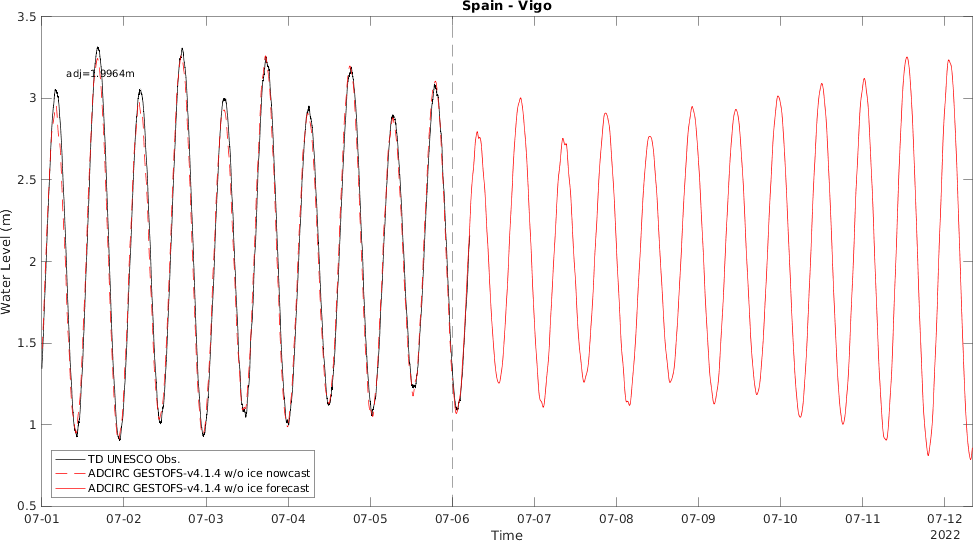 Spain - Vigo
3.5
3
2.5
2
1.5
1
0.5
Water Level (m)
adj=1.9964m
TD UNESCO Obs.
ADCIRC GESTOFS-v4.1.4 w/o ice nowcast
ADCIRC GESTOFS-v4.1.4 w/o ice forecast
07-01 07-02 07-03 07-04 07-05 07-06 07-07 07-08 07-09 07-10 07-11 07-12
Time 2022